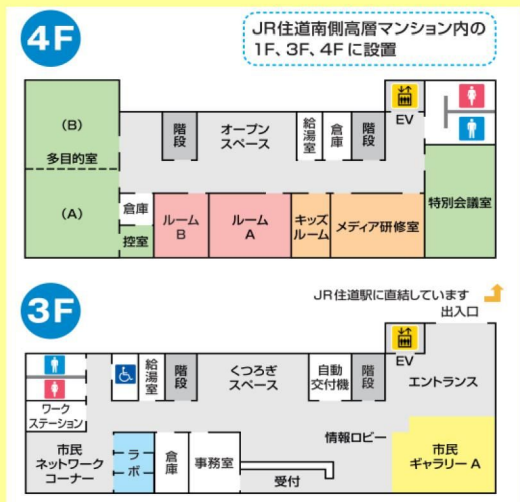 4F
JR住道南側高層マンション内の
1F、3F、4Fに設置
(B)
多目的室
(A)
階段
オープン
スペース
給湯室
倉庫
階段
EV
倉庫
控室
ルーム
B
ルーム
A
キッズ
ルーム
メディア研修室
特別会議室
3F
JR住道駅に直結しています
出入口
ワーク
ステーション
給湯室
階段
くつろぎ
スペース
自動
交付機
階段
EV
エントランス
市民
ネットワーク
コーナー
ラボ
倉庫
事務室
受付
情報ロビー
市民
ギャラリーA